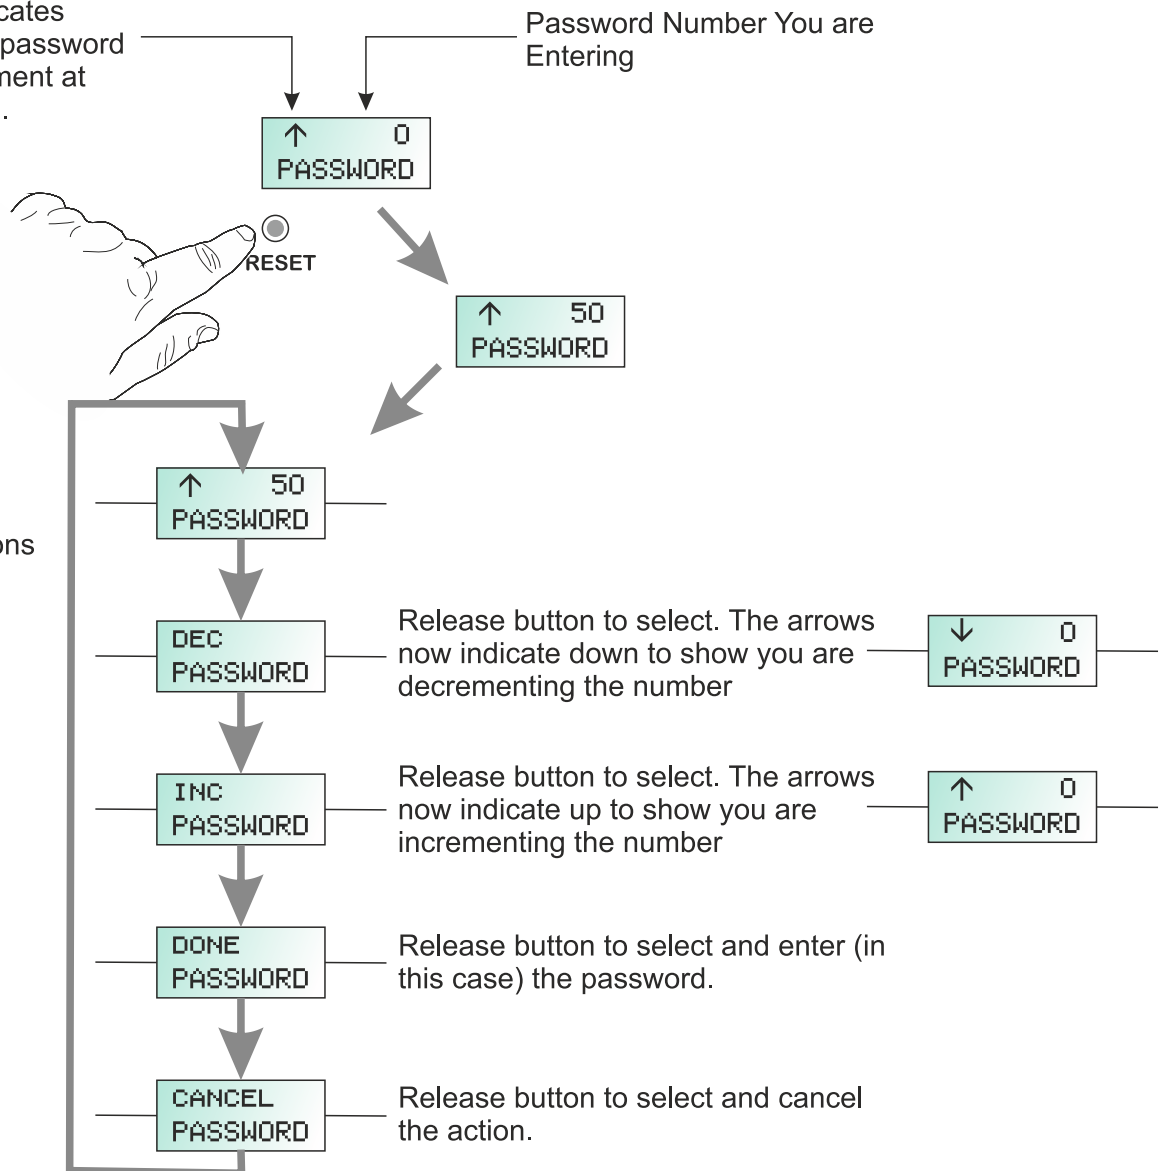 password
at
.
Password Number You are
Entering
↑ 0
PASSWORD
RESET
↑ 50
PASSWORD
↑ 50
PASSWORD
DEC
PASSWORD
Release button to select. The arrows
now indicate down to show you are
decrementing the number
↓ 0
PASSWORD
INC
PASSWORD
Release button to select. The arrows
now indicate up to show you are
incrementing the number
↑ 0
PASSWORD
DONE
PASSWORD
Release button to select and enter (in
this case) the password.
CANCEL
PASSWORD
Release button to select and cancel
the action.